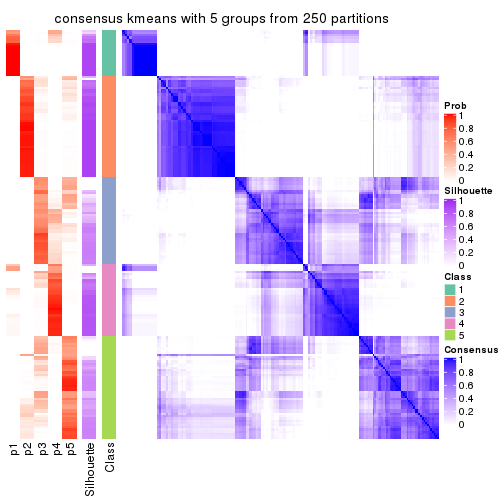 consensus kmeans with 5 groups from 250 partitions
Prob
1
0.8
0.6
0.4
0.2
0
Silhouette
1
0.8
0.6
0.4
0.2
0
Class
1
2
3
4
5
Consensus
1
0.8
0.6
0.4
0.2
0
p1
p2
p3
p4
p5
Silhouette
Class